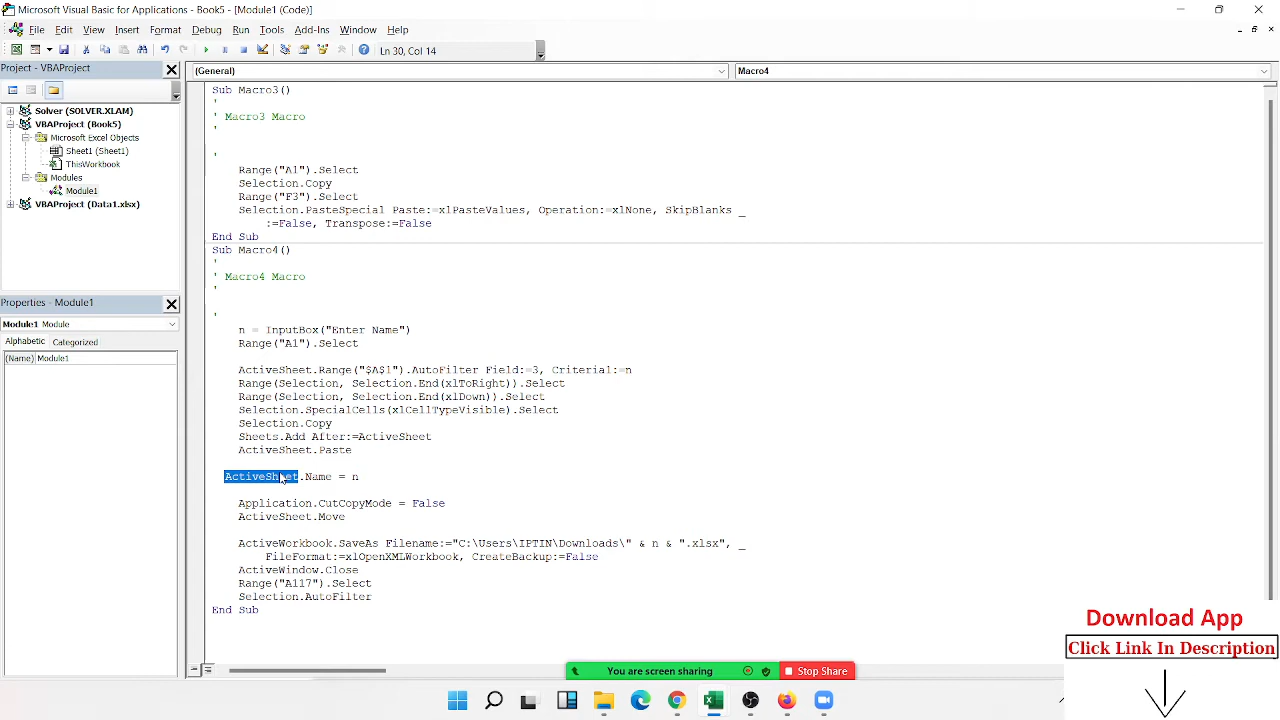 Microsoft Visual Basic for Applications - Book5 - [Module1 (Code)]
File Edit View Insert Format Debug Run Tools Add-Ins Window Help
Ln 30, Col 14
Project - VBAProject
(General)
Macro4
Solver (SOLVER.XLAM)
VBAProject (Book5)
Microsoft Excel Objects
Sheet1 (Sheet1)
ThisWorkbook
Modules
Module1
VBAProject (Data1.xlsx)
Properties - Module1
Module1 Module
Alphabetic Categorized
(Name) Module1
Sub Macro3()
'
' Macro3 Macro
'
'
Range("A1").Select
Selection.Copy
Range("F3").Select
Selection.PasteSpecial Paste:=xlPasteValues, Operation:=xlNone, SkipBlanks _
:=False, Transpose:=False
End Sub
Sub Macro4()
'
' Macro4 Macro
'
'
n = InputBox("Enter Name")
Range("A1").Select
ActiveSheet.Range("$A$1").AutoFilter Field:=3, Criteria1:=n
Range(Selection, Selection.End(xlToRight)).Select
Range(Selection, Selection.End(xlDown)).Select
Selection.SpecialCells(xlCellTypeVisible).Select
Selection.Copy
Sheets.Add After:=ActiveSheet
ActiveSheet.Paste
ActiveSheet.Name = n
Application.CutCopyMode = False
ActiveSheet.Move
ActiveWorkbook.SaveAs Filename:="C:\Users\IPTIN\Downloads\" & n & ".xlsx", _
FileFormat:=xlOpenXMLWorkbook, CreateBackup:=False
ActiveWindow.Close
Range("A117").Select
Selection.AutoFilter
End Sub
Download App
Click Link In Description
You are screen sharing
Stop Share